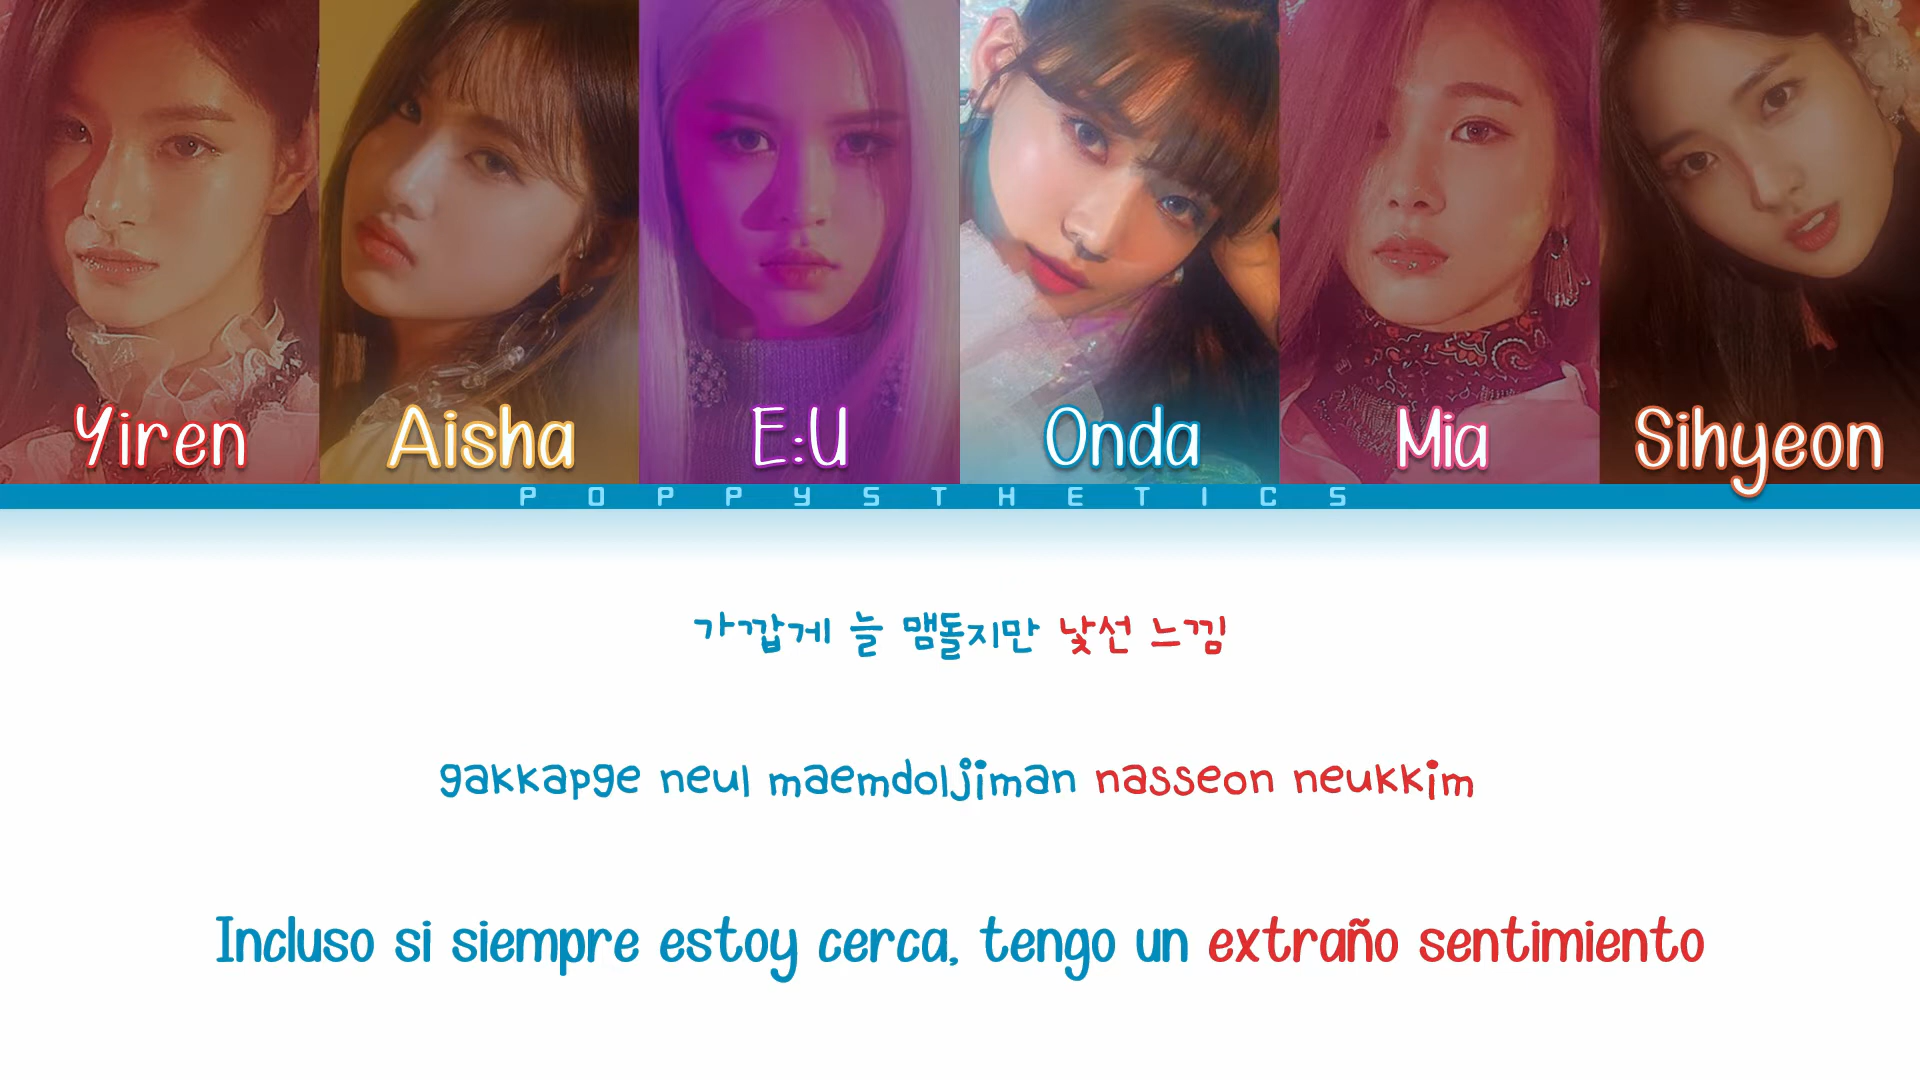 Yiren Aisha E:U Onda Mia Sihyeon
POPPYSTHETICS
가깝게 늘 맴돌지만 낯선 느낌
gakkapge neul maemdoljiman nasseon neukkim
Incluso si siempre estoy cerca, tengo un extraño sentimiento